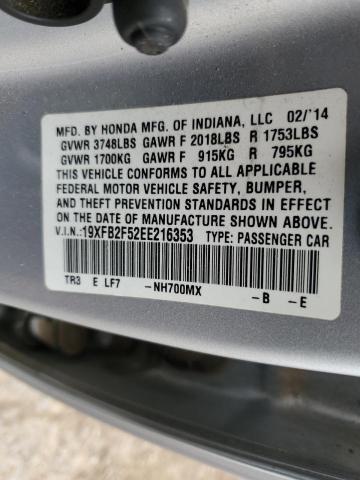 MFD. BY HONDA MFG. OF INDIANA, LLC 02/'14
GVWR 3748LBS GAWR F 2018LBS R 1753LBS
GVWR 1700KG GAWR F 915KG R 795KG
THIS VEHICLE CONFORMS TO ALL APPLICABLE
FEDERAL MOTOR VEHICLE SAFETY, BUMPER,
AND THEFT PREVENTION STANDARDS IN EFFECT
ON THE DATE OF MANUFACTURE SHOWN ABOVE.
V.I.N.:19XFB2F52EE216353 TYPE: PASSENGER CAR
TR3 E LF7 -NH700MX -B -E